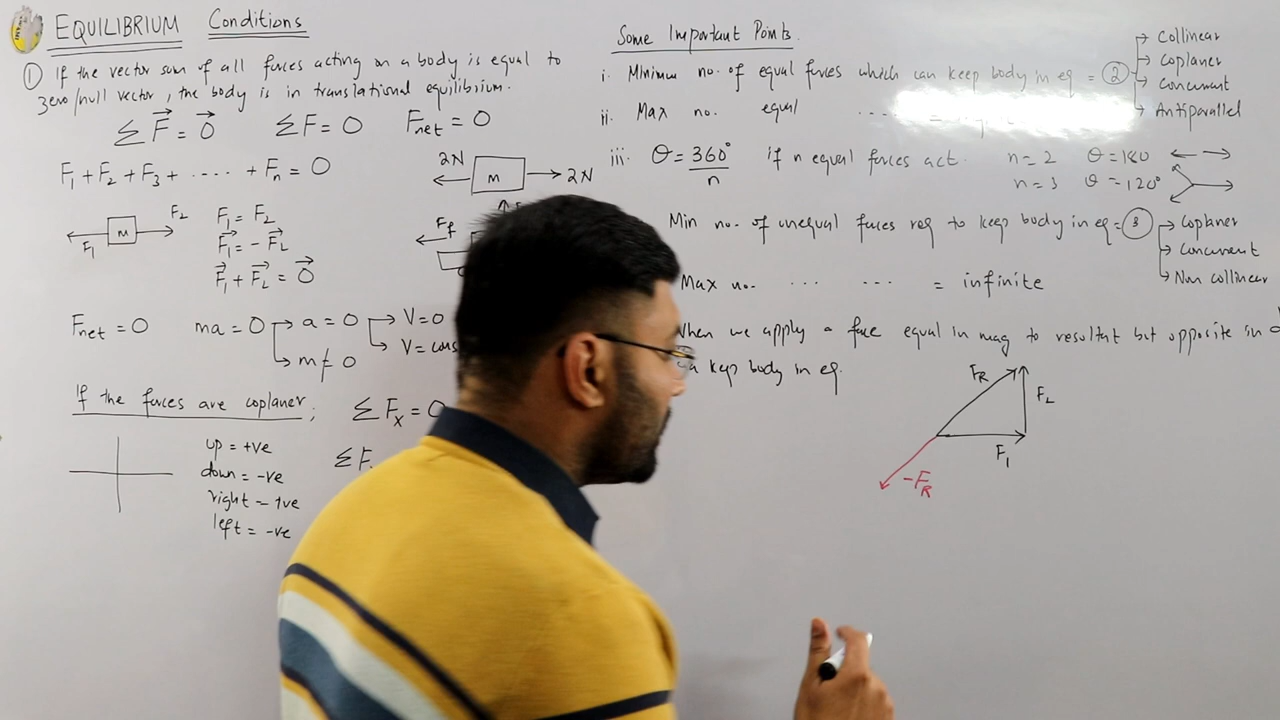 EQUILIBRIUM Conditions
① If the vector sum of all forces acting on a body is equal to
zero/null vector, the body is in translational equilibrium.
∑F⃗ = 0⃗ ∑F = 0 Fnet = 0
F₁ + F₂ + F₃ + ..... + Fₙ = 0
2N m 2N
F₁ m F₂
F₁ = F₂
F⃗₁ = -F⃗₂
F⃗₁ + F⃗₂ = 0⃗
Ff
Fnet = 0 ma = 0 a = 0 V = 0
m ≠ 0 V = cons
If the forces are coplaner; ∑Fx = 0
∑F
up = +ve
down = -ve
right = +ve
left = -ve
Some Important Points.
i. Minimum no. of equal forces which can keep body in eq = ②
Collinear
Coplaner
Concurrent
Antiparallel
ii. Max no. equal .... =
iii. θ = 360°/n if n equal forces act. n = 2 θ = 180
n = 3 θ = 120°
Min no. of unequal forces req to keep body in eq = ③
Coplaner
Concurrent
Non collinear
Max no. ... ... = infinite
When we apply a force equal in mag to resultat but opposite in
keep body in eq.
FR F₂
F₁
-FR